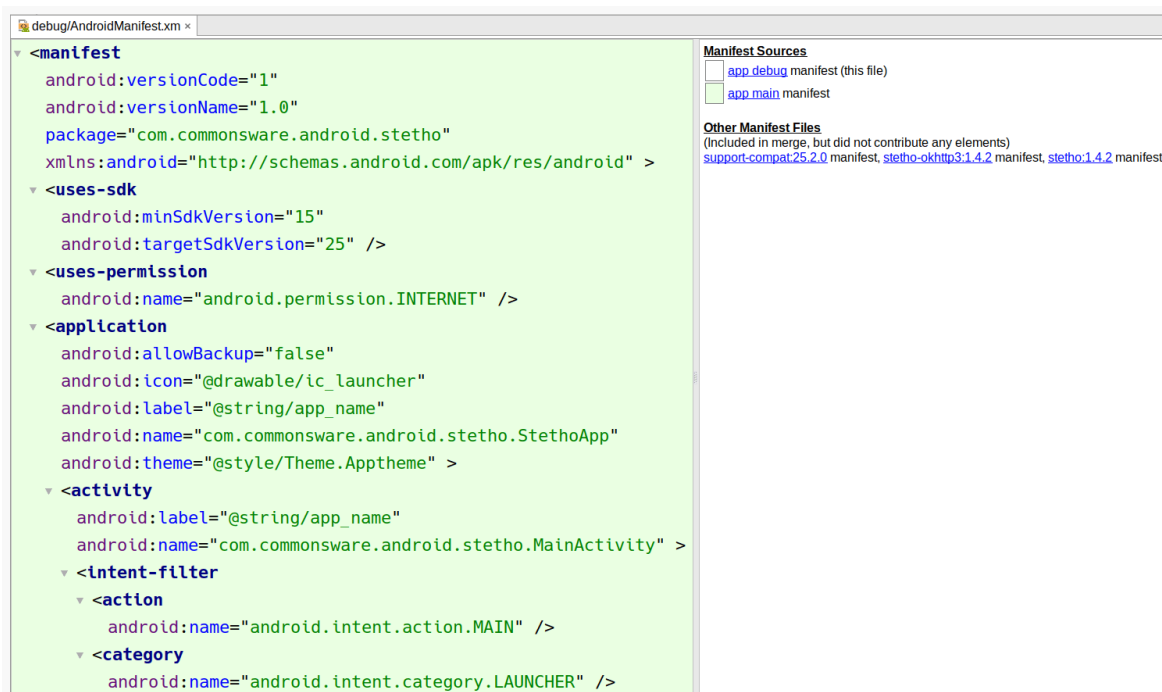 debug/AndroidManifest.xm ×
<manifest
android:versionCode="1"
android:versionName="1.0"
package="com.commonsware.android.stetho"
xmlns:android="http://schemas.android.com/apk/res/android" >
<uses-sdk
android:minSdkVersion="15"
android:targetSdkVersion="25" />
<uses-permission
android:name="android.permission.INTERNET" />
<application
android:allowBackup="false"
android:icon="@drawable/ic_launcher"
android:label="@string/app_name"
android:name="com.commonsware.android.stetho.StethoApp"
android:theme="@style/Theme.Apptheme" >
<activity
android:label="@string/app_name"
android:name="com.commonsware.android.stetho.MainActivity" >
<intent-filter
<action
android:name="android.intent.action.MAIN" />
<category
android:name="android.intent.category.LAUNCHER" />
Manifest Sources
app debug manifest (this file)
app main manifest
Other Manifest Files
(Included in merge, but did not contribute any elements)
support-compat:25.2.0 manifest, stetho-okhttp3:1.4.2 manifest, stetho:1.4.2 manifest